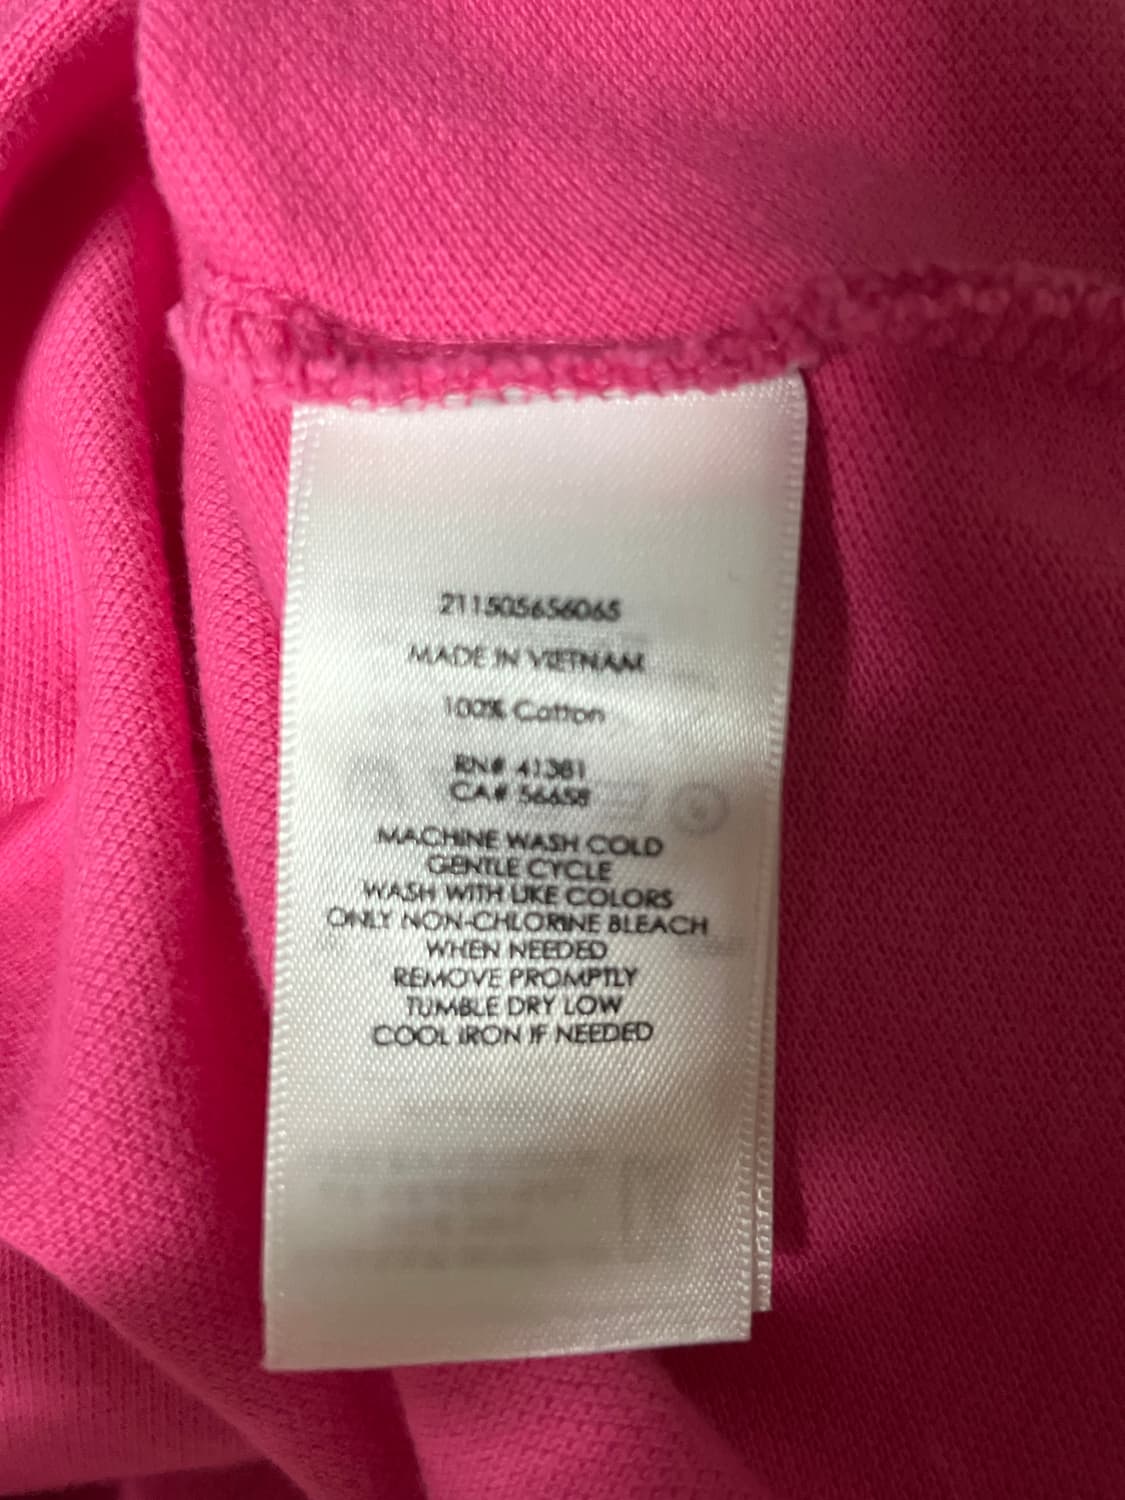 211505656065
MADE IN VIETNAM
100% Cotton
RN# 41381
CA# 56658
MACHINE WASH COLD
GENTLE CYCLE
WASH WITH LIKE COLORS
ONLY NON-CHLORINE BLEACH
WHEN NEEDED
REMOVE PROMPTLY
TUMBLE DRY LOW
COOL IRON IF NEEDED